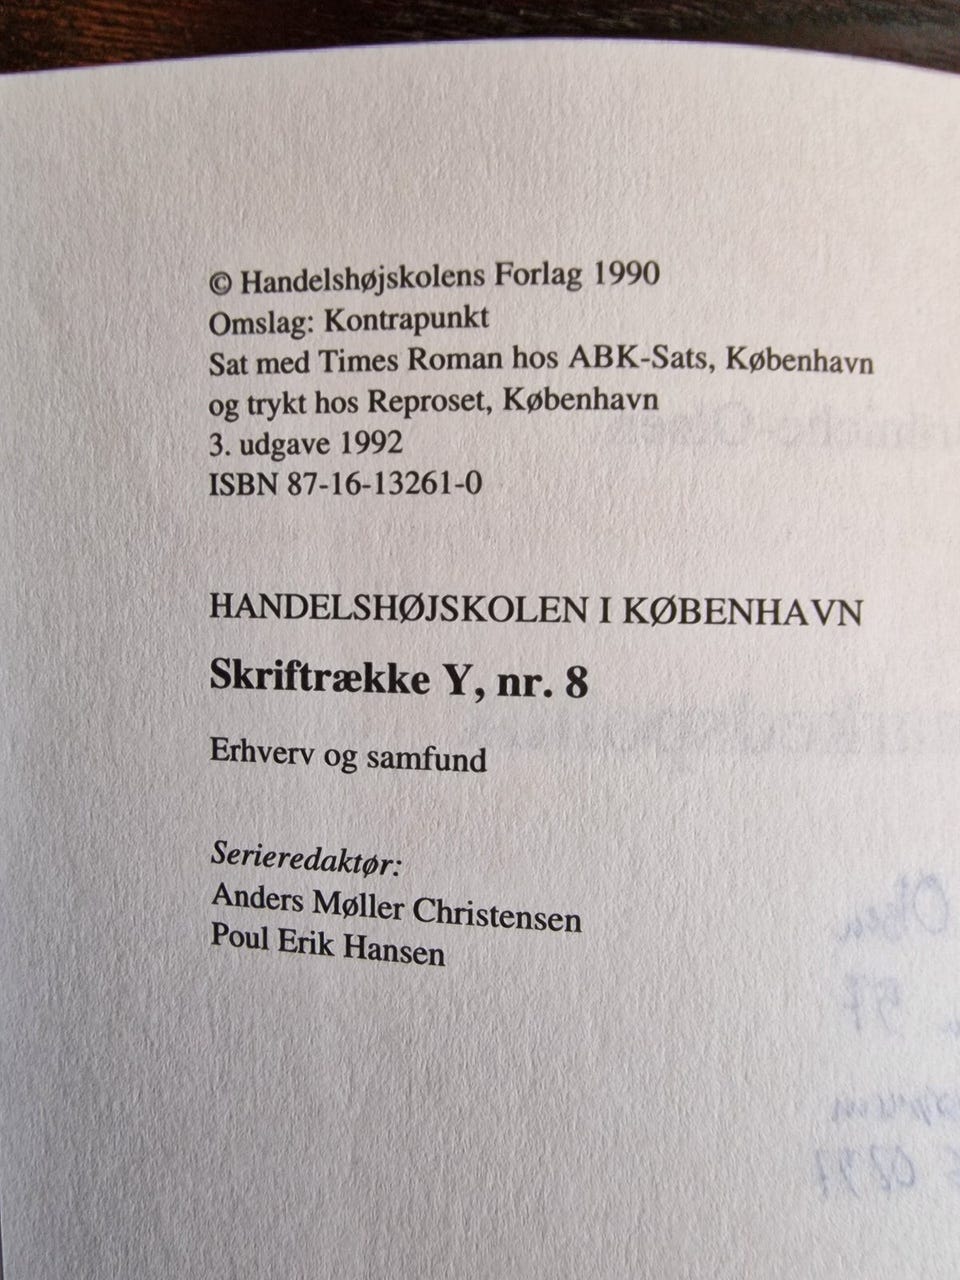 © Handelshøjskolens Forlag 1990
Omslag: Kontrapunkt
Sat med Times Roman hos ABK-Sats, København
og trykt hos Reproset, København
3. udgave 1992
ISBN 87-16-13261-0
HANDELSHØJSKOLEN I KØBENHAVN
Skriftrække Y, nr. 8
Erhverv og samfund
Serieredaktør:
Anders Møller Christensen
Poul Erik Hansen